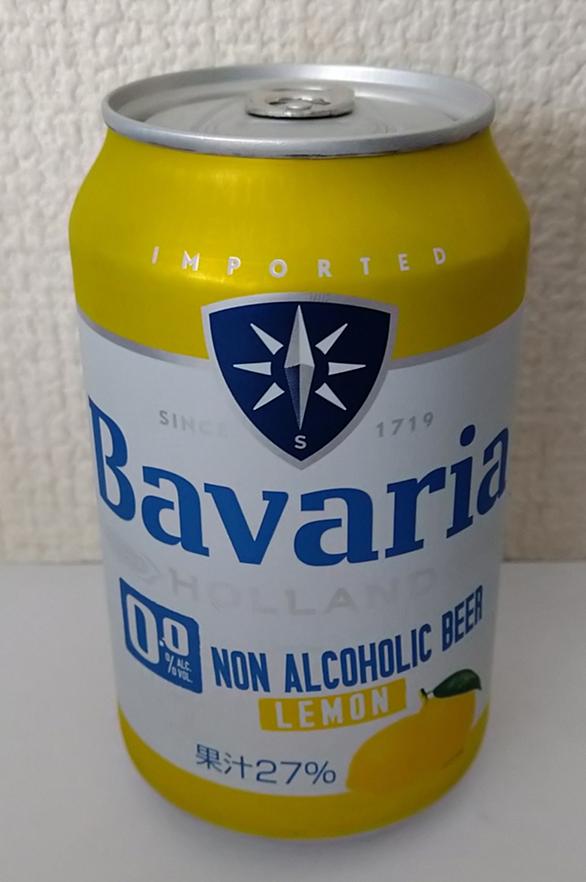 IMPORTED
S
SINCE 1719
Bavaria
HOLLAND
0.0 % ALC. VOL.
NON ALCOHOLIC BEER
LEMON
果汁27%